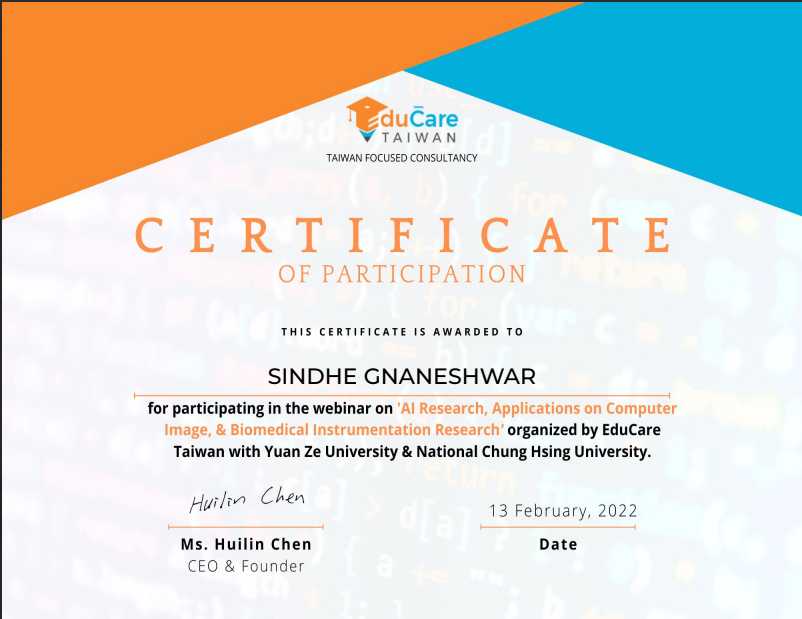 EduCare
TAIWAN
TAIWAN FOCUSED CONSULTANCY
CERTIFICATE
OF PARTICIPATION
THIS CERTIFICATE IS AWARDED TO
SINDHE GNANESHWAR
for participating in the webinar on 'AI Research, Applications on Computer
Image, & Biomedical Instrumentation Research' organized by EduCare
Taiwan with Yuan Ze University & National Chung Hsing University.
Huilin Chen
13 February, 2022
Ms. Huilin Chen
Date
CEO & Founder